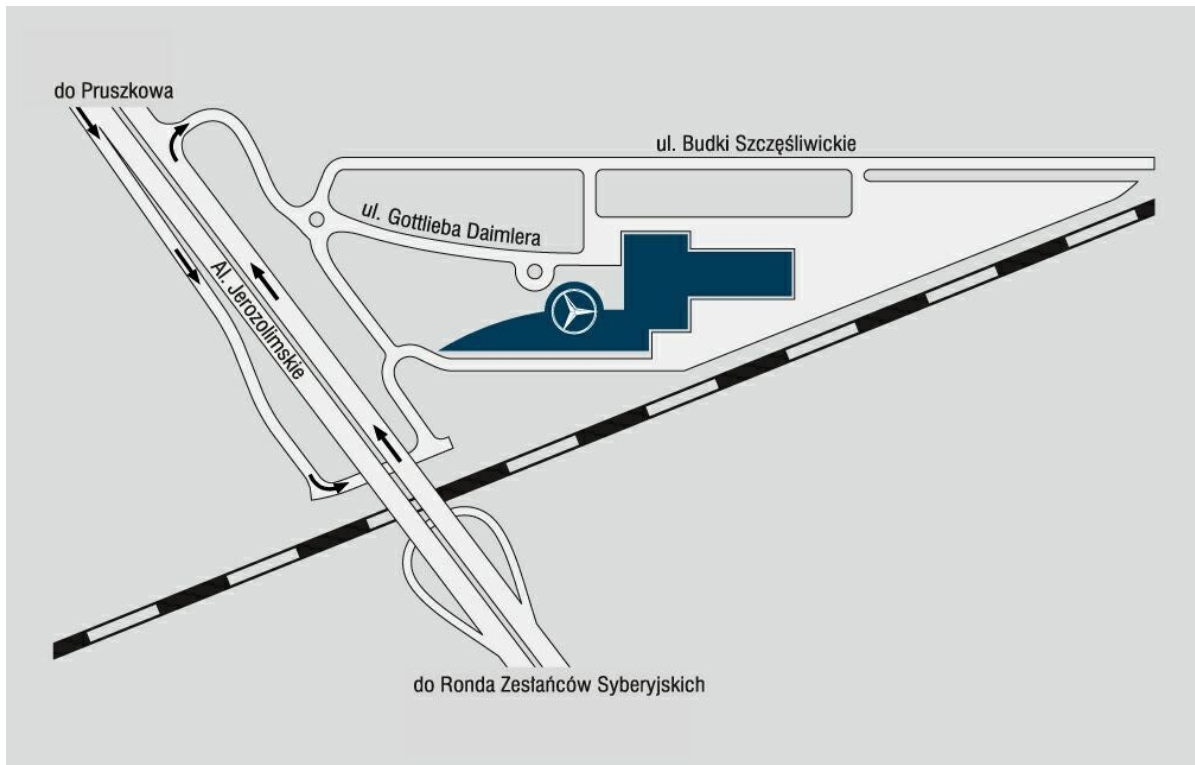 do Pruszkowa
ul. Budki Szczęśliwickie
ul. Gottlieba Daimlera
Al. Jerozolimskie
do Ronda Zesłańców Syberyjskich